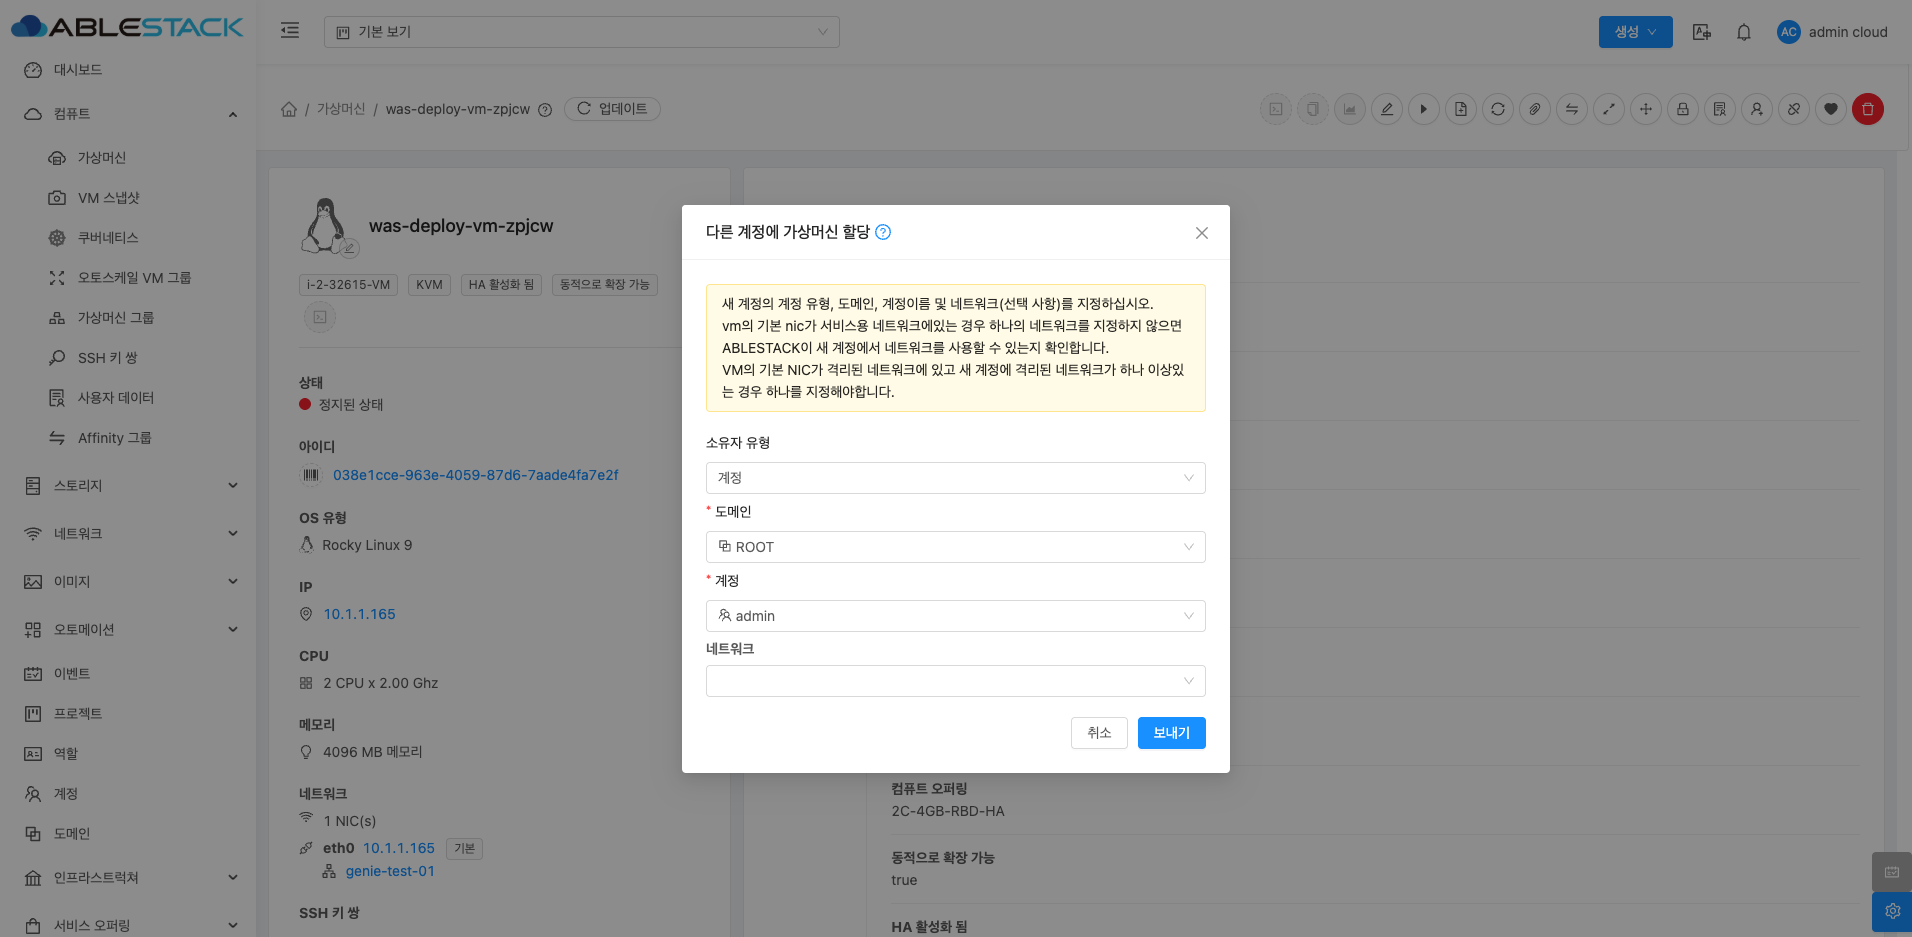 ABLESTACK
기본 보기
생성
AC
admin cloud
대시보드
컴퓨트
가상머신
VM 스냅샷
쿠버네티스
오토스케일 VM 그룹
가상머신 그룹
SSH 키 쌍
사용자 데이터
Affinity 그룹
스토리지
네트워크
이미지
오토메이션
이벤트
프로젝트
역할
계정
도메인
인프라스트럭쳐
서비스 오퍼링
/ 가상머신 / was-deploy-vm-zpjcw
업데이트
was-deploy-vm-zpjcw
i-2-32615-VM
KVM
HA 활성화 됨
동적으로 확장 가능
상태
정지된 상태
아이디
038e1cce-963e-4059-87d6-7aade4fa7e2f
OS 유형
Rocky Linux 9
IP
10.1.1.165
CPU
2 CPU x 2.00 Ghz
메모리
4096 MB 메모리
네트워크
1 NIC(s)
eth0 10.1.1.165 기본
genie-test-01
SSH 키 쌍
다른 계정에 가상머신 할당
새 계정의 계정 유형, 도메인, 계정이름 및 네트워크(선택 사항)를 지정하십시오.
vm의 기본 nic가 서비스용 네트워크에있는 경우 하나의 네트워크를 지정하지 않으면
ABLESTACK이 새 계정에서 네트워크를 사용할 수 있는지 확인합니다.
VM의 기본 NIC가 격리된 네트워크에 있고 새 계정에 격리된 네트워크가 하나 이상있
는 경우 하나를 지정해야합니다.
소유자 유형
계정
* 도메인
ROOT
* 계정
admin
네트워크
취소
보내기
컴퓨트 오퍼링
2C-4GB-RBD-HA
동적으로 확장 가능
true
HA 활성화 됨